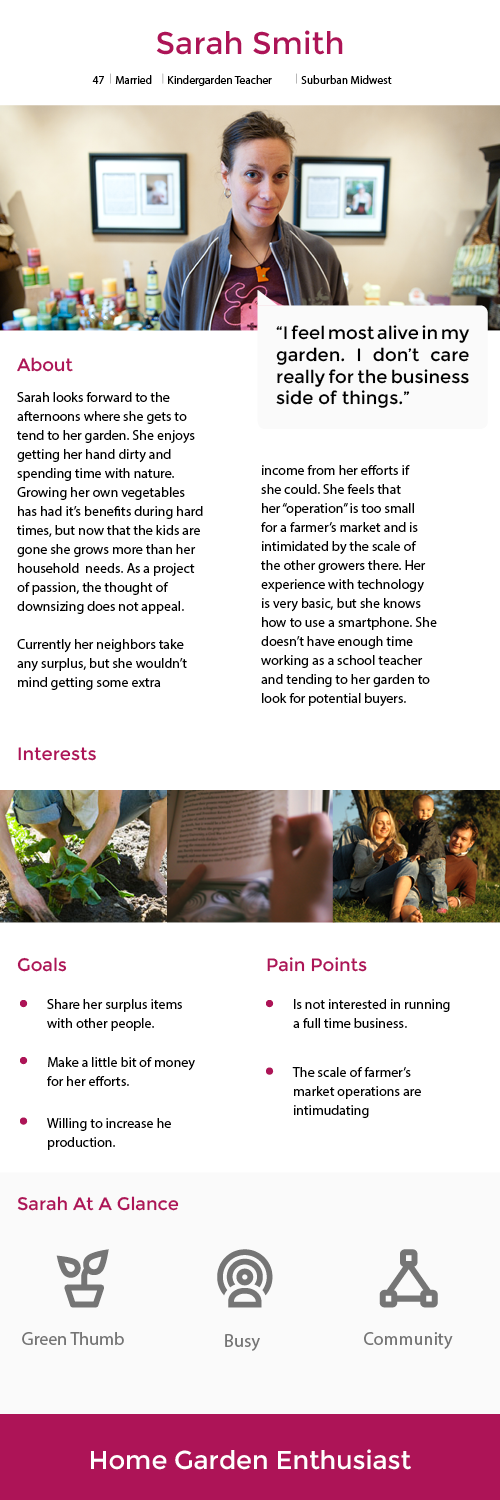 Sarah Smith
47 | Married | Kindergarden Teacher | Suburban Midwest
“I feel most alive in my
garden. I don’t care
really for the business
side of things.”
About
Sarah looks forward to the
afternoons where she gets to
tend to her garden. She enjoys
getting her hand dirty and
spending time with nature.
Growing her own vegetables
has had it’s benefits during hard
times, but now that the kids are
gone she grows more than her
household needs. As a project
of passion, the thought of
downsizing does not appeal.
Currently her neighbors take
any surplus, but she wouldn’t
mind getting some extra
income from her efforts if
she could. She feels that
her “operation” is too small
for a farmer’s market and is
intimidated by the scale of
the other growers there. Her
experience with technology
is very basic, but she knows
how to use a smartphone. She
doesn’t have enough time
working as a school teacher
and tending to her garden to
look for potential buyers.
Interests
Goals
Share her surplus items
with other people.
Make a little bit of money
for her efforts.
Willing to increase he
production.
Pain Points
Is not interested in running
a full time business.
The scale of farmer’s
market operations are
intimudating
Sarah At A Glance
Green Thumb
Busy
Community
Home Garden Enthusiast